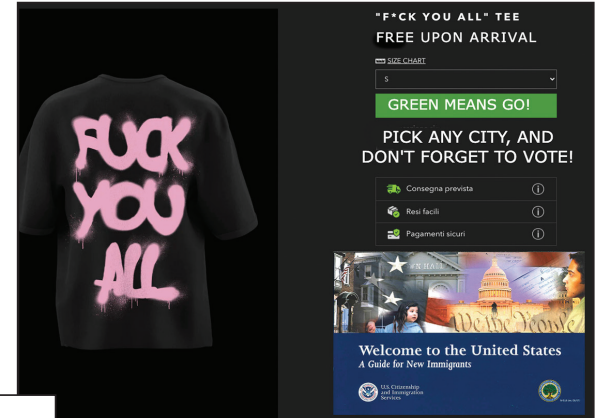 FUCK
YOU
ALL
"F*CK YOU ALL" TEE
FREE UPON ARRIVAL
SIZE CHART
S
GREEN MEANS GO!
PICK ANY CITY, AND
DON'T FORGET TO VOTE!
Consegna prevista
Resi facili
Pagamenti sicuri
We the People
Welcome to the United States
A Guide for New Immigrants
U.S. Citizenship
and Immigration
Services